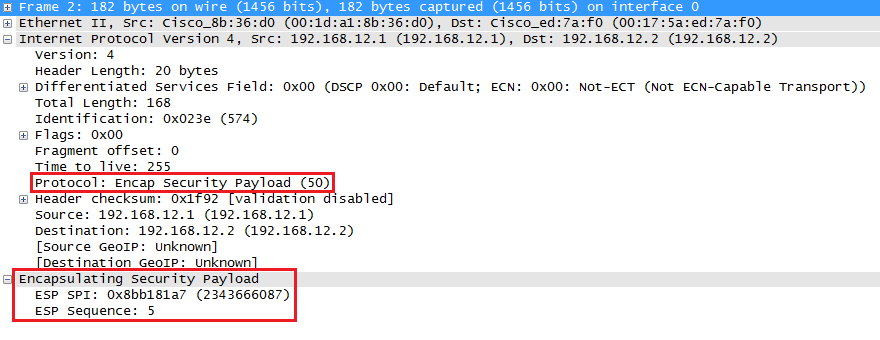 Frame 2: 182 bytes on wire (1456 bits), 182 bytes captured (1456 bits) on interface 0
Ethernet II, Src: Cisco_8b:36:d0 (00:1d:a1:8b:36:d0), Dst: Cisco_ed:7a:f0 (00:17:5a:ed:7a:f0)
Internet Protocol Version 4, Src: 192.168.12.1 (192.168.12.1), Dst: 192.168.12.2 (192.168.12.2)
Version: 4
Header Length: 20 bytes
Differentiated Services Field: 0x00 (DSCP 0x00: Default; ECN: 0x00: Not-ECT (Not ECN-Capable Transport))
Total Length: 168
Identification: 0x023e (574)
Flags: 0x00
Fragment offset: 0
Time to live: 255
Protocol: Encap Security Payload (50)
Header checksum: 0x1f92 [validation disabled]
Source: 192.168.12.1 (192.168.12.1)
Destination: 192.168.12.2 (192.168.12.2)
[Source GeoIP: Unknown]
[Destination GeoIP: Unknown]
Encapsulating Security Payload
ESP SPI: 0x8bb181a7 (2343666087)
ESP Sequence: 5